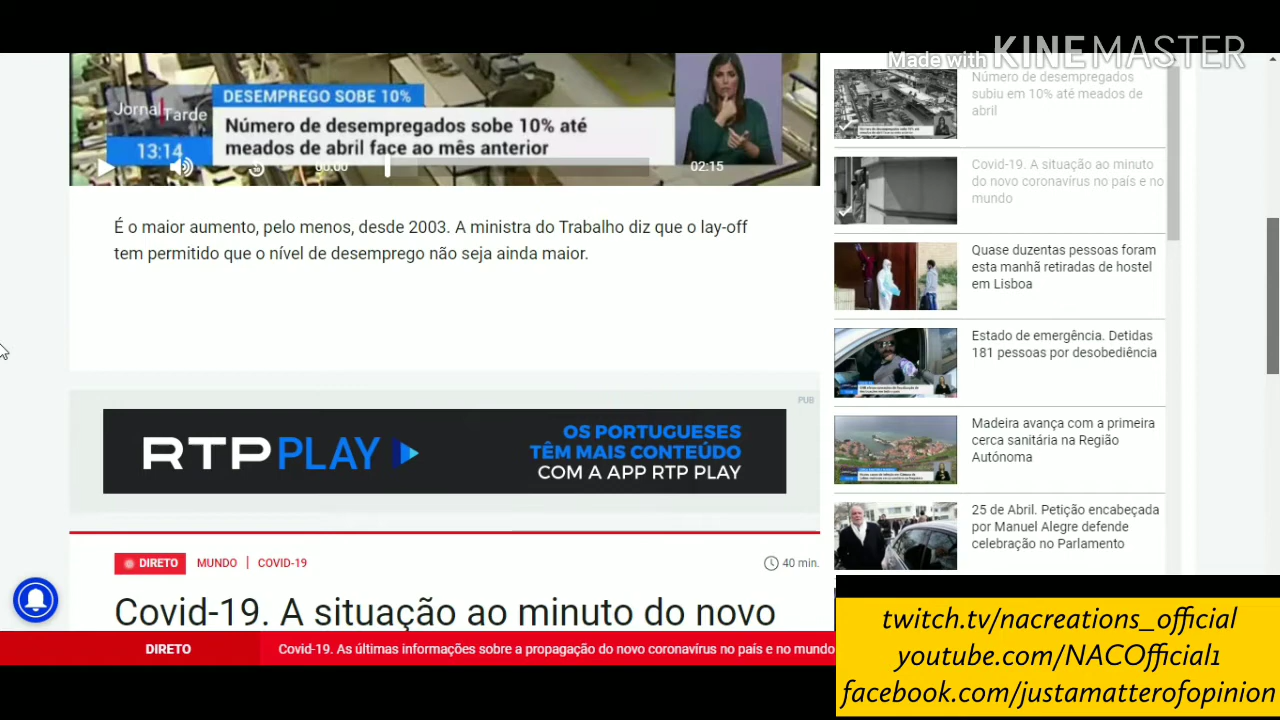 Made with KINEMASTER
DESEMPREGO SOBE 10%
Jornal Tarde
Número de desempregados sobe 10% até
meados de abril face ao mês anterior
13:14
00:00
02:15
É o maior aumento, pelo menos, desde 2003. A ministra do Trabalho diz que o lay-off
tem permitido que o nível de desemprego não seja ainda maior.
PUB
RTP PLAY
OS PORTUGUESES
TÊM MAIS CONTEÚDO
COM A APP RTP PLAY
DIRETO
MUNDO | COVID-19
40 min.
Covid-19. A situação ao minuto do novo
DIRETO
Covid-19. As últimas informações sobre a propagação do novo coronavírus no país e no mundo
Número de desempregados
subiu em 10% até meados de
abril
Covid-19. A situação ao minuto
do novo coronavírus no país e no
mundo
Quase duzentas pessoas foram
esta manhã retiradas de hostel
em Lisboa
Estado de emergência. Detidas
181 pessoas por desobediência
Madeira avança com a primeira
cerca sanitária na Região
Autónoma
25 de Abril. Petição encabeçada
por Manuel Alegre defende
celebração no Parlamento
twitch.tv/nacreations_official
youtube.com/NACOfficial1
facebook.com/justamatterofopinion